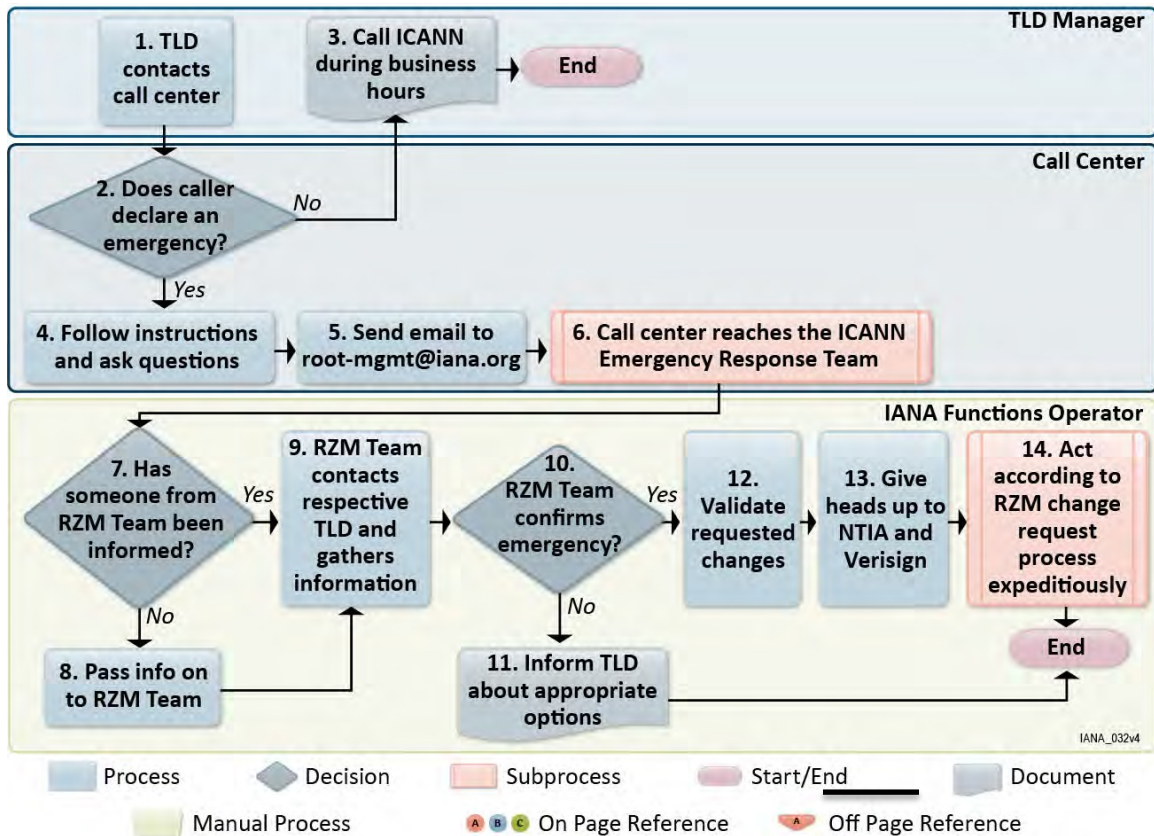 TLD Manager
1. TLD
contacts
call center
3. Call ICANN
during business
hours
End
Call Center
2. Does caller
declare an
emergency?
No
Yes
4. Follow instructions
and ask questions
5. Send email to
root-mgmt@iana.org
6. Call center reaches the ICANN
Emergency Response Team
IANA Functions Operator
7. Has
someone from
RZM Team been
informed?
Yes
No
8. Pass info on
to RZM Team
9. RZM Team
contacts
respective
TLD and
gathers
information
10.
RZM Team
confirms
emergency?
Yes
No
11. Inform TLD
about appropriate
options
12.
Validate
requested
changes
13. Give
heads up to
NTIA and
Verisign
14. Act
according to
RZM change
request
process
expeditiously
End
IANA_032v4
Process
Decision
Subprocess
Start/End
Document
Manual Process
A B C On Page Reference
A Off Page Reference